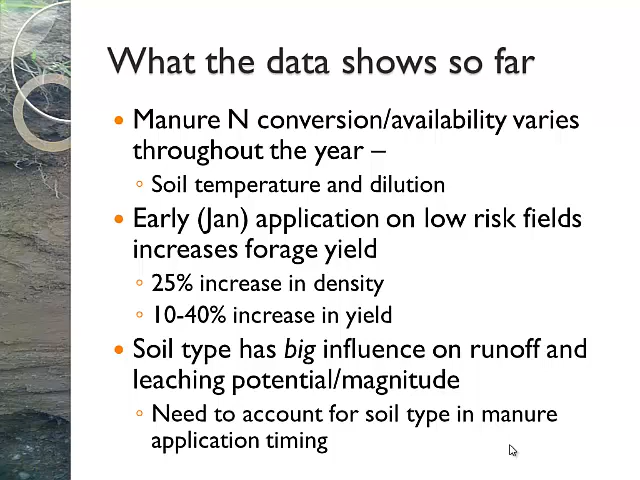 What the data shows so far
• Manure N conversion/availability varies
throughout the year –
◦ Soil temperature and dilution
• Early (Jan) application on low risk fields
increases forage yield
◦ 25% increase in density
◦ 10-40% increase in yield
• Soil type has big influence on runoff and
leaching potential/magnitude
◦ Need to account for soil type in manure
application timing